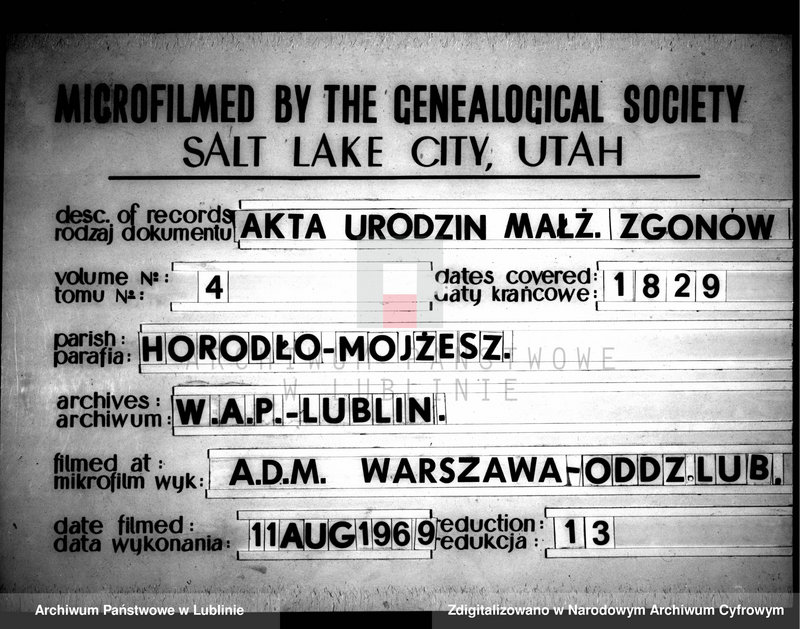 MICROFILMED BY THE GENEALOGICAL SOCIETY
SALT LAKE CITY, UTAH
desc. of records
rodzaj dokumentu
AKTA URODZIN MAŁŻ. ZGONÓW
volume №:
tomu №:
4
dates covered:
daty krańcowe:
1829
parish:
parafia:
HORODŁO-MOJŻESZ.
ARCHIWUM PAŃSTWOWE
W LUBLINIE
archives:
archiwum:
W.A.P.-LUBLIN.
filmed at:
mikrofilm wyk:
A.D.M. WARSZAWA-ODDZ.LUB.
date filmed:
data wykonania:
11AUG1969
reduction:
redukcja:
13
Archiwum Państwowe w Lublinie
Zdigitalizowano w Narodowym Archiwum Cyfrowym